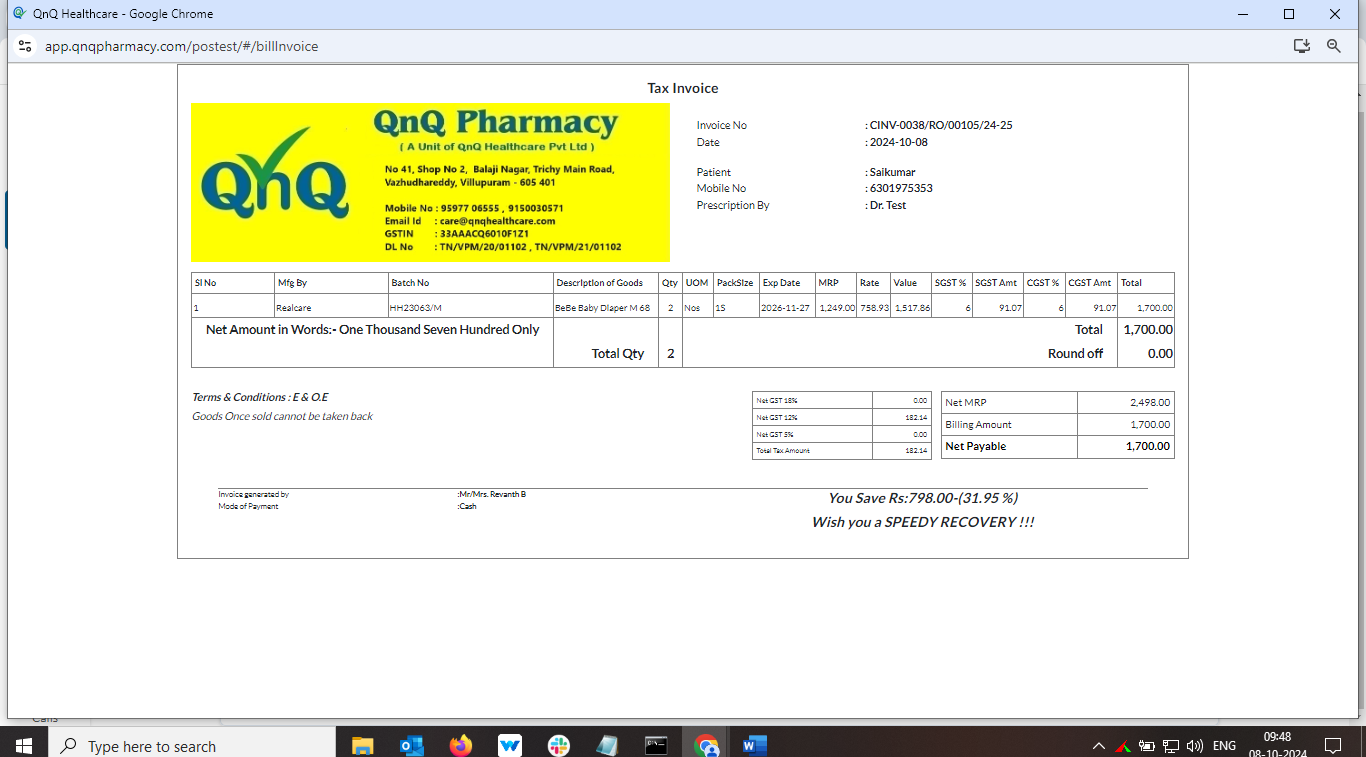 QnQ Healthcare - Google Chrome
app.qnqpharmacy.com/postest/#/billInvoice
Tax Invoice
QnQ
QnQ Pharmacy
( A Unit of QnQ Healthcare Pvt Ltd )
No 41, Shop No 2, Balaji Nagar, Trichy Main Road,
Vazhudhareddy, Villupuram - 605 401
Mobile No : 95977 06555 , 9150030571
Email Id : care@qnqhealthcare.com
GSTIN : 33AAACQ6010F1Z1
DL No : TN/VPM/20/01102 , TN/VPM/21/01102
Invoice No : CINV-0038/RO/00105/24-25
Date : 2024-10-08
Patient : Saikumar
Mobile No : 6301975353
Prescription By : Dr. Test
Sl No Mfg By Batch No Description of Goods Qty UOM PackSize Exp Date MRP Rate Value SGST % SGST Amt CGST % CGST Amt Total
1 Realcare HH23063/M BeBe Baby Diaper M 68 2 Nos 1S 2026-11-27 1,249.00 758.93 1,517.86 6 91.07 6 91.07 1,700.00
Net Amount in Words:- One Thousand Seven Hundred Only Total 1,700.00
Total Qty 2 Round off 0.00
Terms & Conditions : E & O.E
Goods Once sold cannot be taken back
Net GST 18% 0.00
Net GST 12% 182.14
Net GST 5% 0.00
Total Tax Amount 182.14
Net MRP 2,498.00
Billing Amount 1,700.00
Net Payable 1,700.00
Invoice generated by :Mr/Mrs. Revanth B
Mode of Payment :Cash
You Save Rs:798.00-(31.95 %)
Wish you a SPEEDY RECOVERY !!!
Type here to search
ENG
09:48
08-10-2024